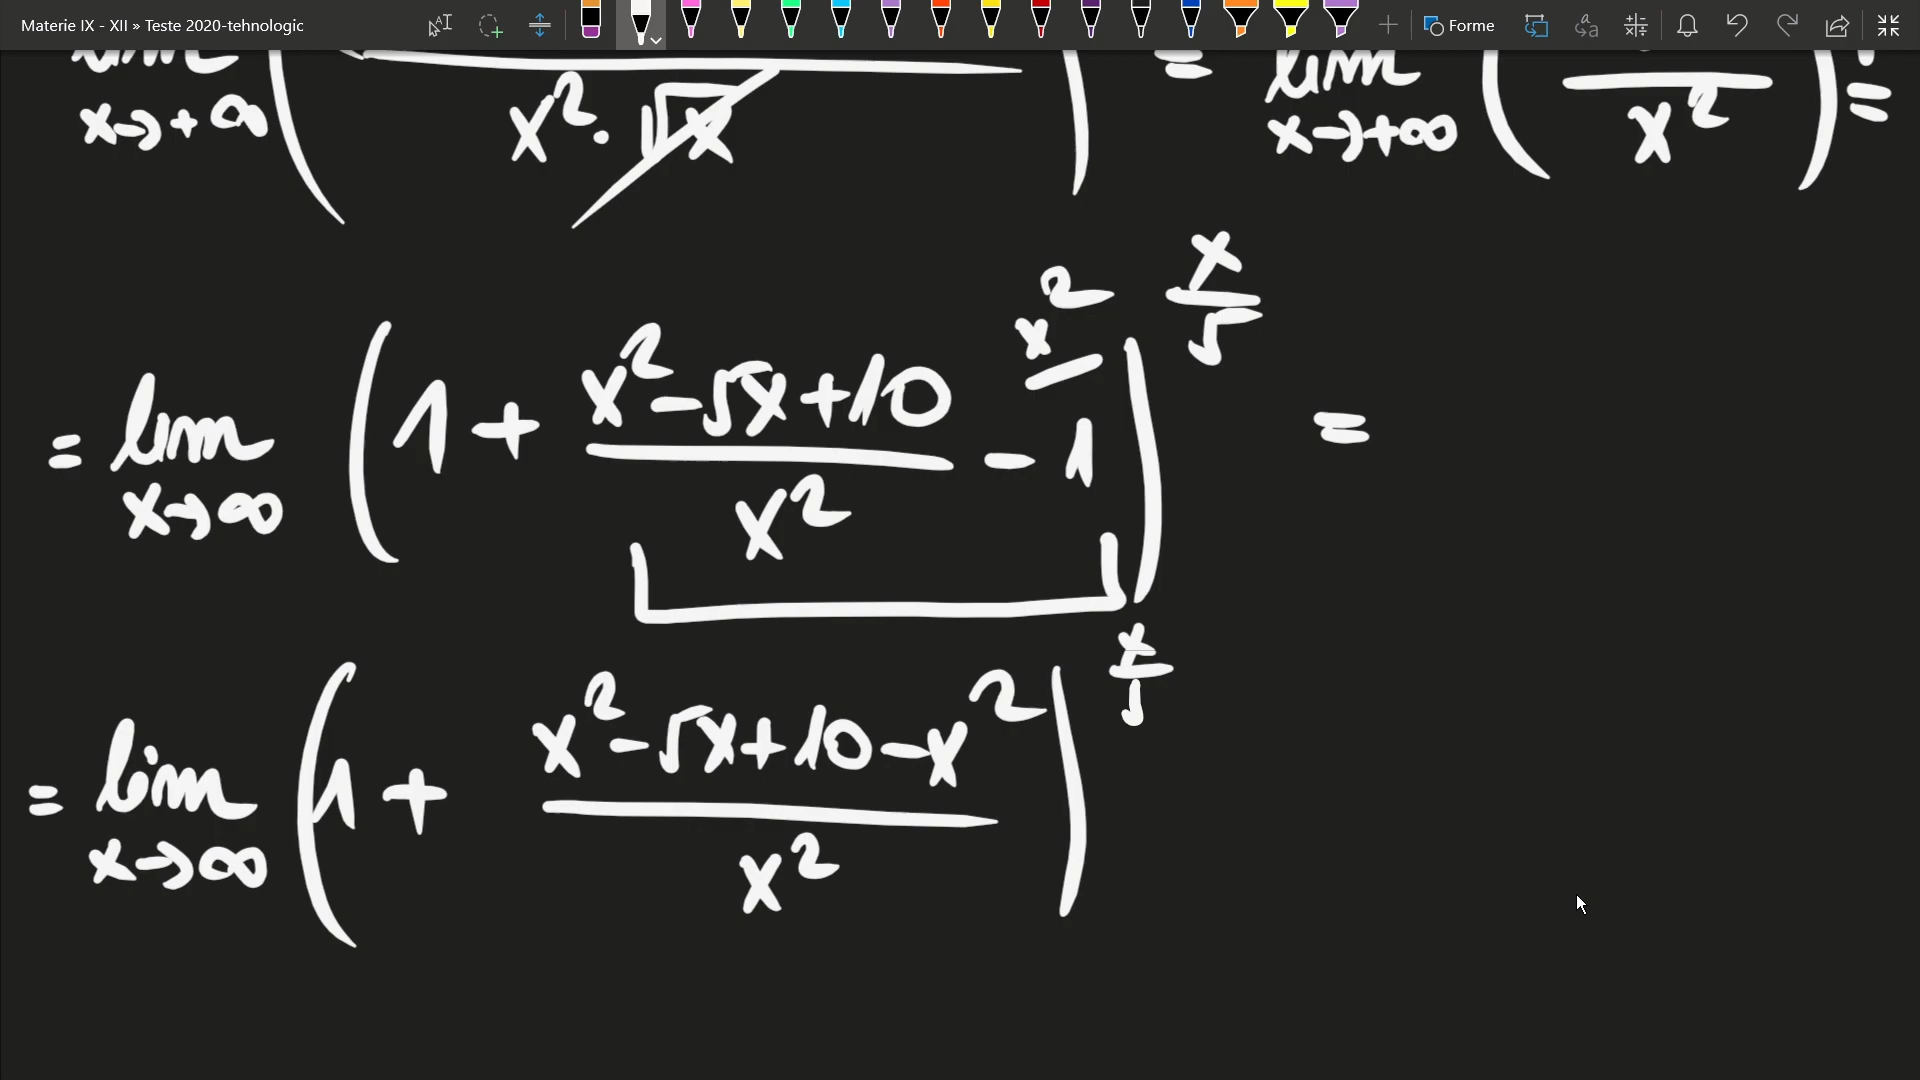 Materie IX - XII » Teste 2020-tehnologic
Forme
lim x→+∞ ( / x² · √x ) = lim x→+∞ ( / x² ) =
= lim x→∞ (1 + (x² - 5x + 10)/x² - x²/ 1)^(x/5) =
= lim x→∞ (1 + (x² - 5x + 10 - x²)/x²)^(x/5)